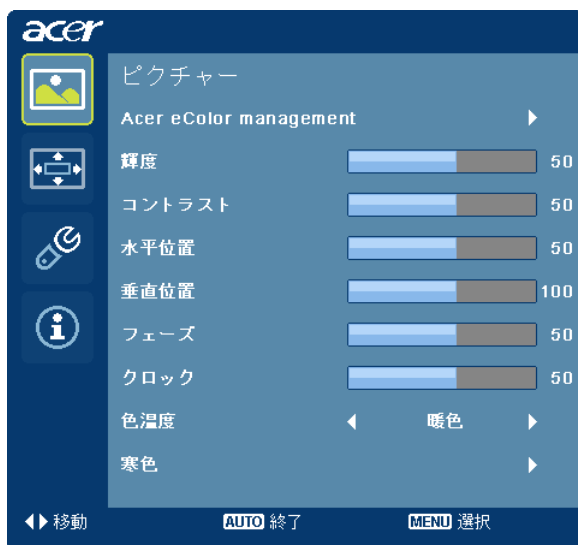 acer
ピクチャー
Acer eColor management
輝度 50
コントラスト 50
水平位置 50
垂直位置 100
フェーズ 50
クロック 50
色温度 暖色
寒色
移動 AUTO 終了 MENU 選択